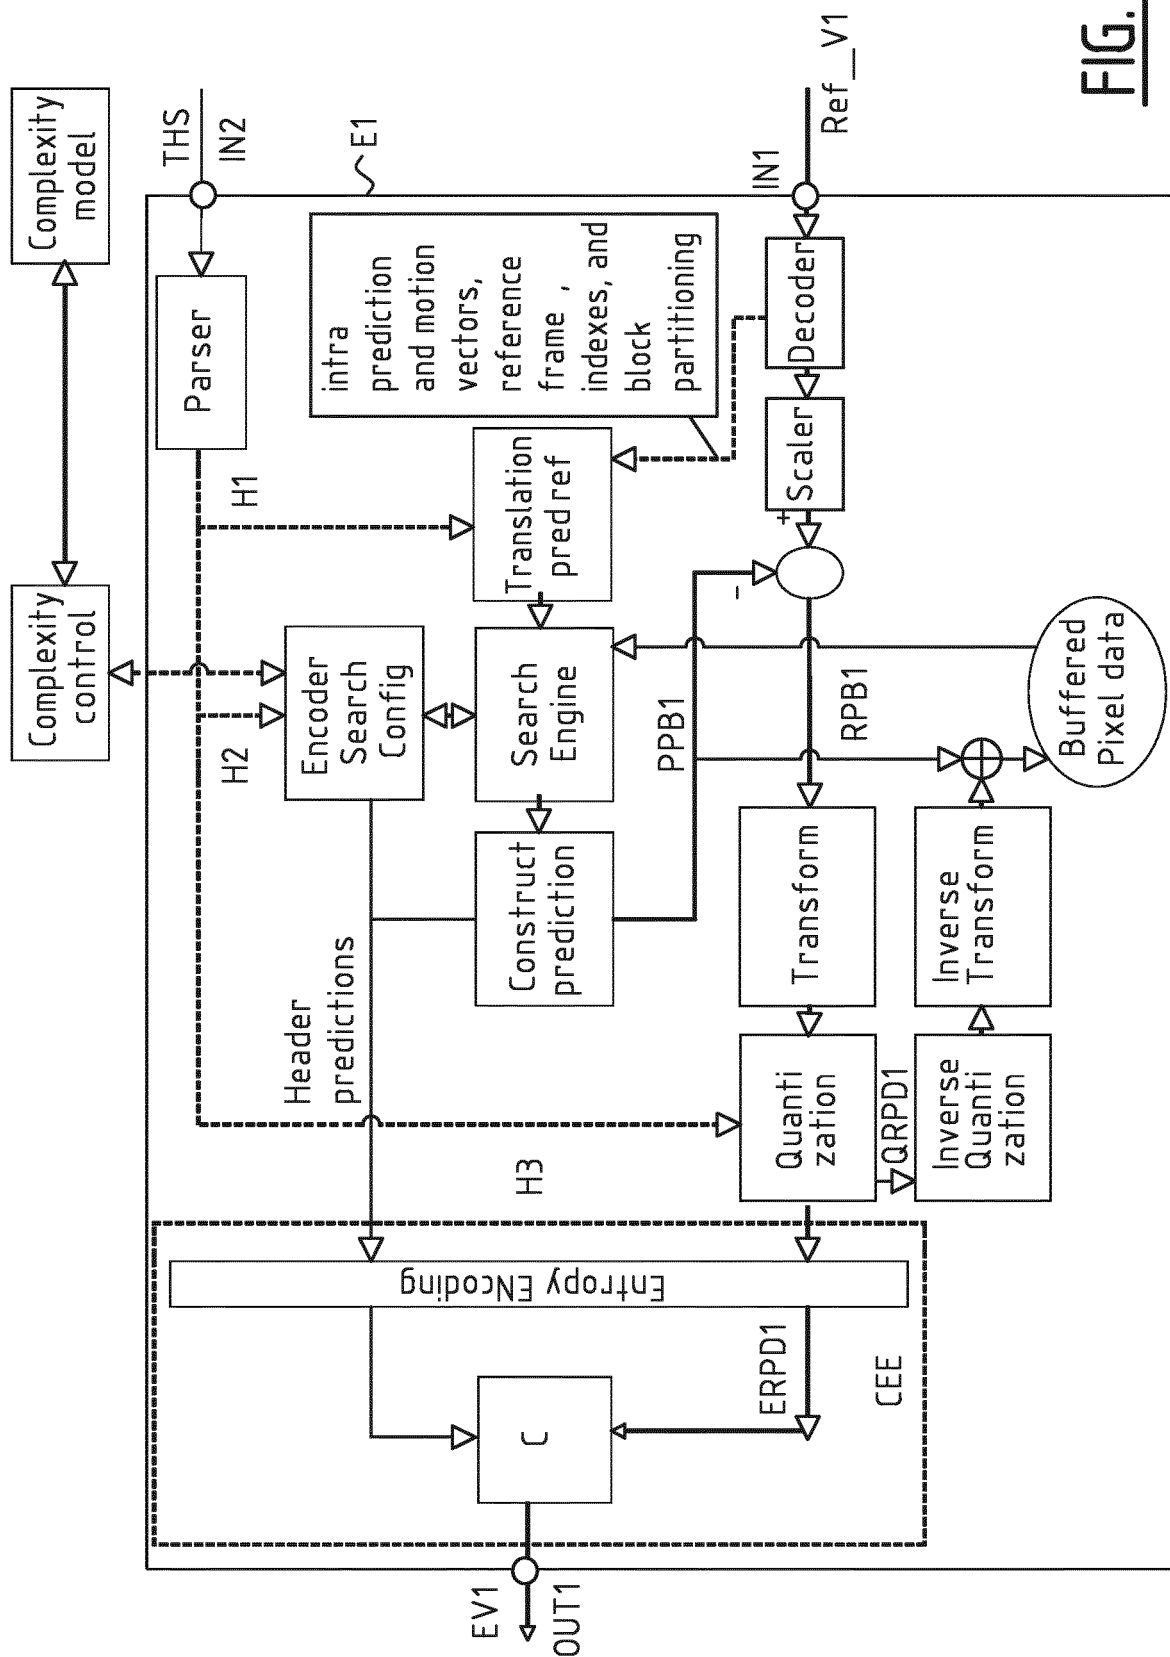 Complexity
model
Complexity
control
THS
IN2
E1
Parser
H1
H2
intra
prediction
and motion
vectors,
reference
frame ,
indexes, and
block
partitioning
IN1
Ref_V1
Decoder
Scaler
+
-
Translation
pred ref
Encoder
Search
Config
Search
Engine
Construct
prediction
PPB1
RPB1
Buffered
Pixel data
Header
predictions
H3
Transform
Inverse
Transform
Quanti
zation
QRPD1
Inverse
Quanti
zation
Entropy ENcoding
ERPD1
CEE
C
EV1
OUT1
FIG.